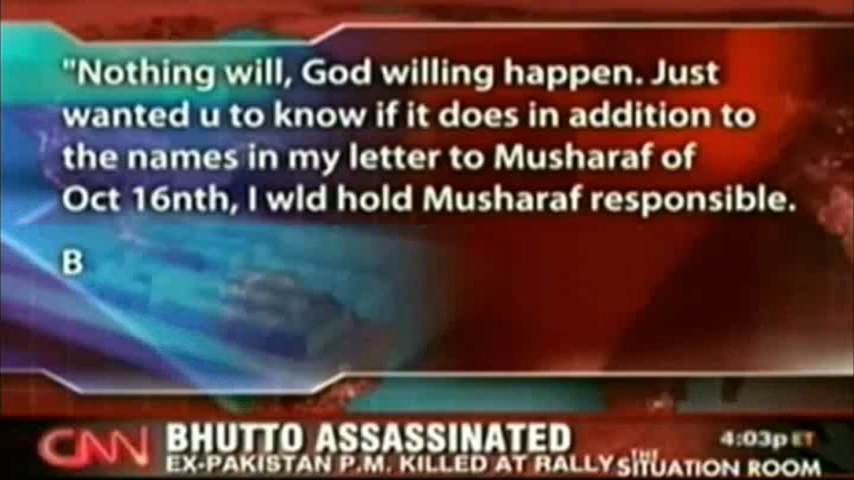 "Nothing will, God willing happen. Just
wanted u to know if it does in addition to
the names in my letter to Musharaf of
Oct 16nth, I wld hold Musharaf responsible.
B
CNN
BHUTTO ASSASSINATED
4:03p ET
EX-PAKISTAN P.M. KILLED AT RALLY
THE SITUATION ROOM